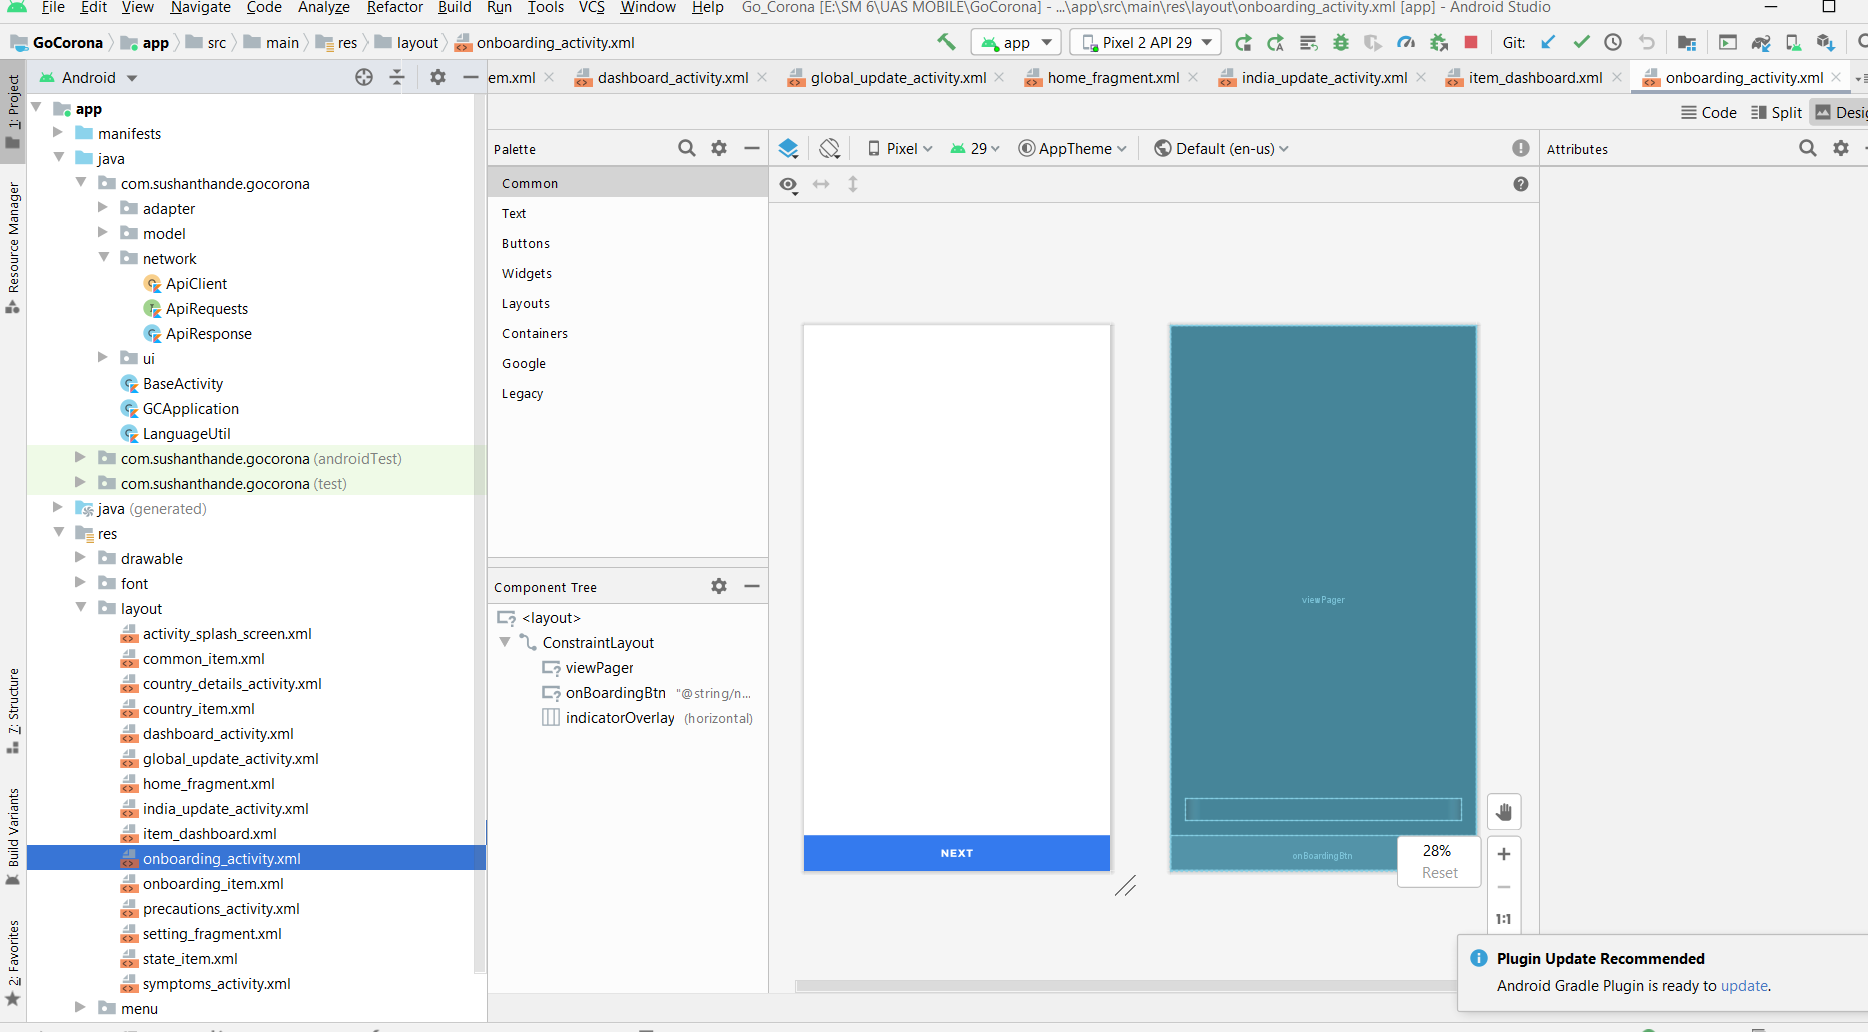 File Edit View Navigate Code Analyze Refactor Build Run Tools VCS Window Help Go_Corona [E:\SM 6\UAS MOBILE\GoCorona] - ...\app\src\main\res\layout\onboarding_activity.xml [app] - Android Studio
GoCorona app src main res layout onboarding_activity.xml app Pixel 2 API 29 Git:
Android
em.xml dashboard_activity.xml global_update_activity.xml home_fragment.xml india_update_activity.xml item_dashboard.xml onboarding_activity.xml
Code Split
1: Project
Resource Manager
7: Structure
Build Variants
2: Favorites
app
manifests
java
com.sushanthande.gocorona
adapter
model
network
ApiClient
ApiRequests
ApiResponse
ui
BaseActivity
GCApplication
LanguageUtil
com.sushanthande.gocorona (androidTest)
com.sushanthande.gocorona (test)
java (generated)
res
drawable
font
layout
activity_splash_screen.xml
common_item.xml
country_details_activity.xml
country_item.xml
dashboard_activity.xml
global_update_activity.xml
home_fragment.xml
india_update_activity.xml
item_dashboard.xml
onboarding_activity.xml
onboarding_item.xml
precautions_activity.xml
setting_fragment.xml
state_item.xml
symptoms_activity.xml
menu
Palette
Common
Text
Buttons
Widgets
Layouts
Containers
Google
Legacy
Component Tree
<layout>
ConstraintLayout
viewPager
onBoardingBtn "@string/n...
indicatorOverlay (horizontal)
Pixel 29 AppTheme Default (en-us)
Attributes
NEXT
viewPager
onBoardingBtn
28%
Reset
1:1
Plugin Update Recommended
Android Gradle Plugin is ready to update.